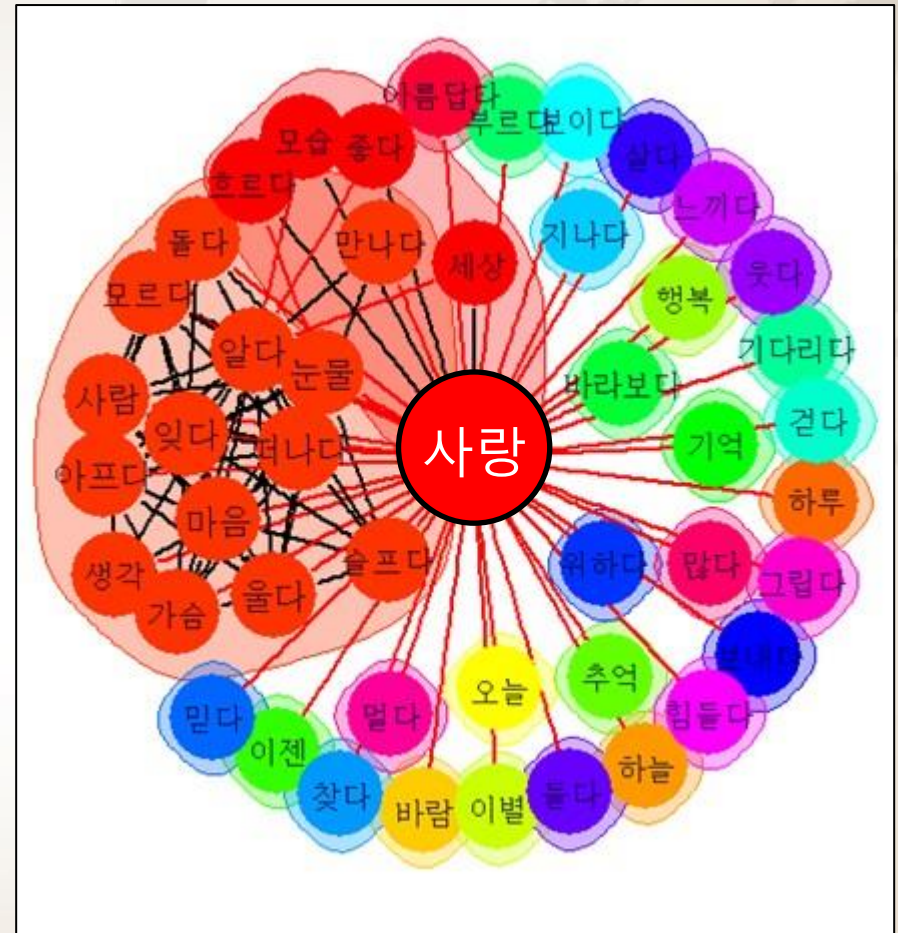 아름답다
부르다
보이다
모습
좋다
살다
흐르다
느끼다
돌다
만나다
세상
지나다
웃다
모르다
행복
알다
눈물
기다리다
사람
바라보다
걷다
잊다
떠나다
사랑
기억
아프다
하루
마음
생각
슬프다
위하다
많다
그립다
가슴
울다
보내다
믿다
이젠
멀다
오늘
추억
힘들다
찾다
바람
이별
듣다
하늘